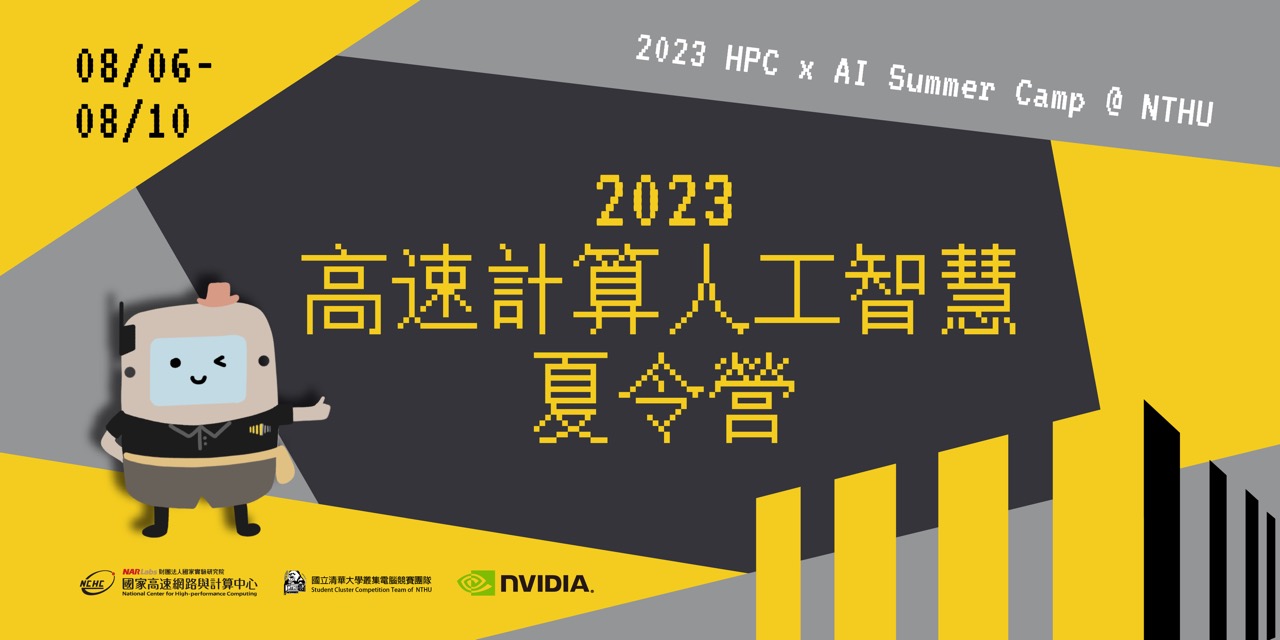 08/06-
08/10
2023 HPC x AI Summer Camp @ NTHU
2023
高速計算人工智慧
夏令營
NCHC
NARLabs 財團法人國家實驗研究院
國家高速網路與計算中心
National Center for High-performance Computing
國立清華大學叢集電腦競賽團隊
Student Cluster Competition Team of NTHU
NVIDIA.